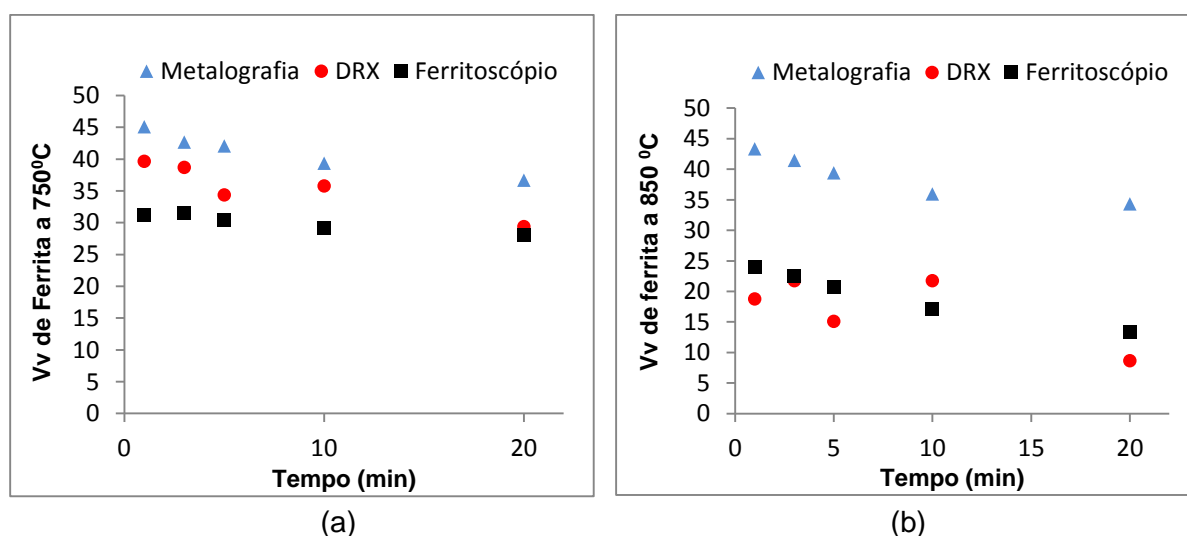 Metalografia DRX Ferritoscópio
Vv de Ferrita a 750⁰C
50
45
40
35
30
25
20
15
10
5
0
0 10 20
Tempo (min)
(a)
Metalografia DRX Ferritoscópio
Vv de ferrita a 850 ⁰C
50
45
40
35
30
25
20
15
10
5
0
0 5 10 15 20
Tempo (min)
(b)